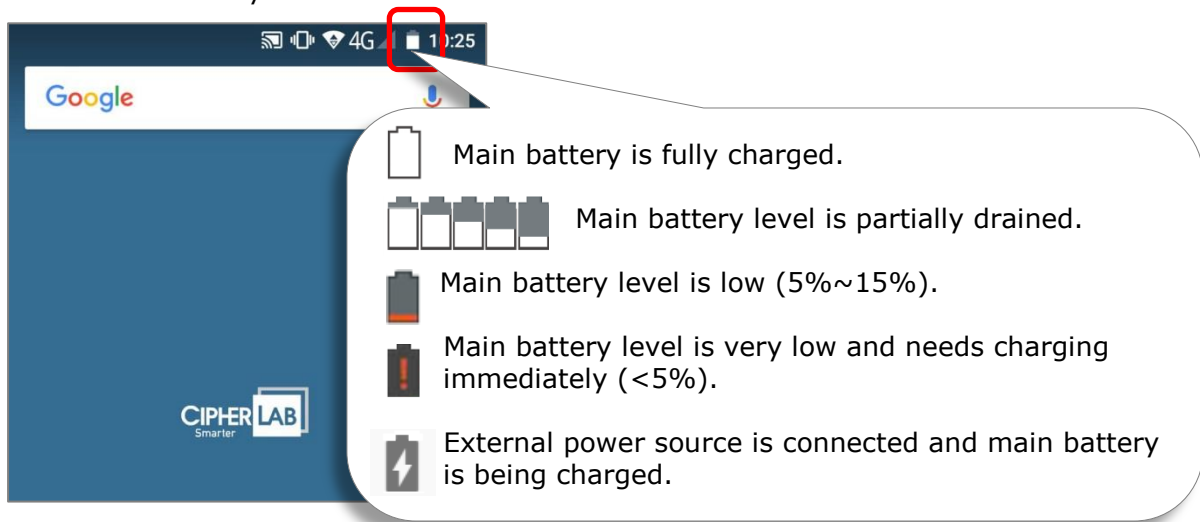 4G 10:25
Google
Main battery is fully charged.
Main battery level is partially drained.
Main battery level is low (5%~15%).
Main battery level is very low and needs charging
immediately (<5%).
External power source is connected and main battery
is being charged.
CIPHERLAB
Smarter